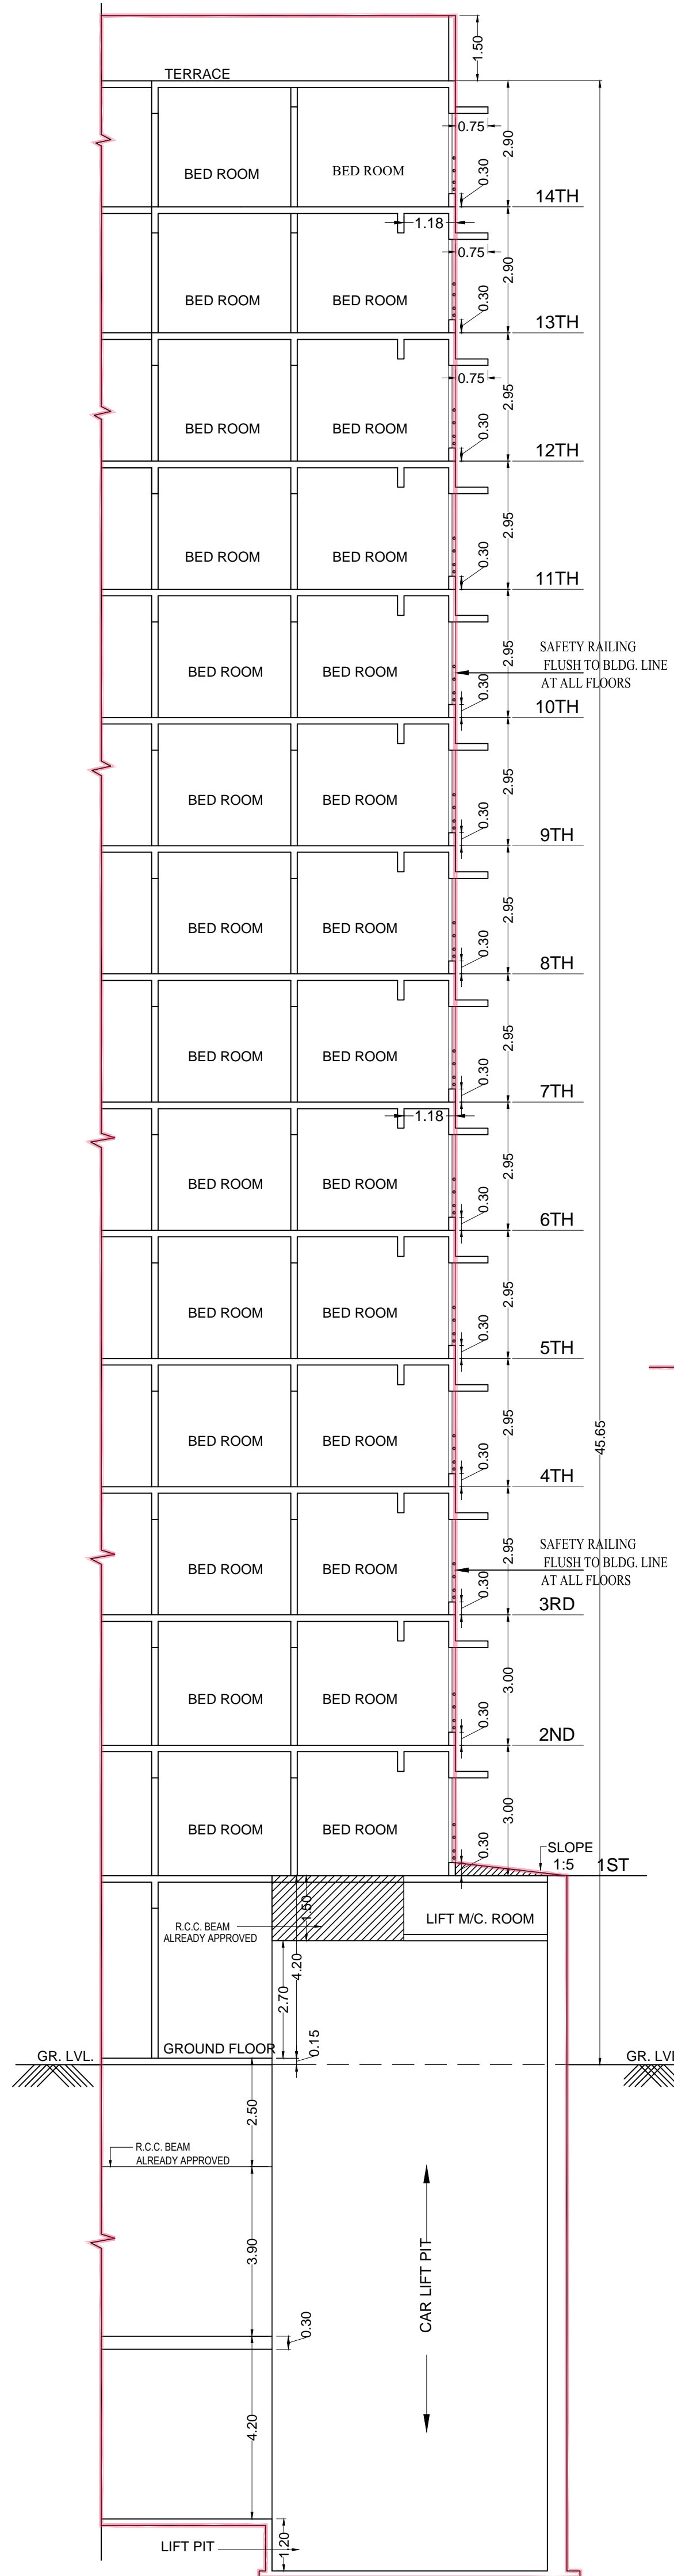 1.50
TERRACE
0.75
2.90
BED ROOM
BED ROOM
0.30
14TH
1.18
0.75
2.90
0.30
BED ROOM
BED ROOM
13TH
0.75
2.95
0.30
BED ROOM
BED ROOM
12TH
2.95
0.30
BED ROOM
BED ROOM
11TH
SAFETY RAILING
FLUSH TO BLDG. LINE
AT ALL FLOORS
2.95
BED ROOM
BED ROOM
0.30
10TH
2.95
BED ROOM
BED ROOM
0.30
9TH
2.95
BED ROOM
BED ROOM
0.30
8TH
2.95
BED ROOM
BED ROOM
0.30
7TH
1.18
2.95
BED ROOM
BED ROOM
0.30
6TH
2.95
BED ROOM
BED ROOM
0.30
5TH
2.95
45.65
BED ROOM
BED ROOM
0.30
4TH
SAFETY RAILING
FLUSH TO BLDG. LINE
AT ALL FLOORS
2.95
BED ROOM
BED ROOM
0.30
3RD
3.00
BED ROOM
BED ROOM
0.30
2ND
3.00
BED ROOM
BED ROOM
0.30
SLOPE
1:5
1ST
1.50
LIFT M/C. ROOM
R.C.C. BEAM
ALREADY APPROVED
4.20
2.70
0.15
GROUND FLOOR
GR. LVL.
GR. LVL
2.50
R.C.C. BEAM
ALREADY APPROVED
3.90
CAR LIFT PIT
0.30
4.20
LIFT PIT
1.20